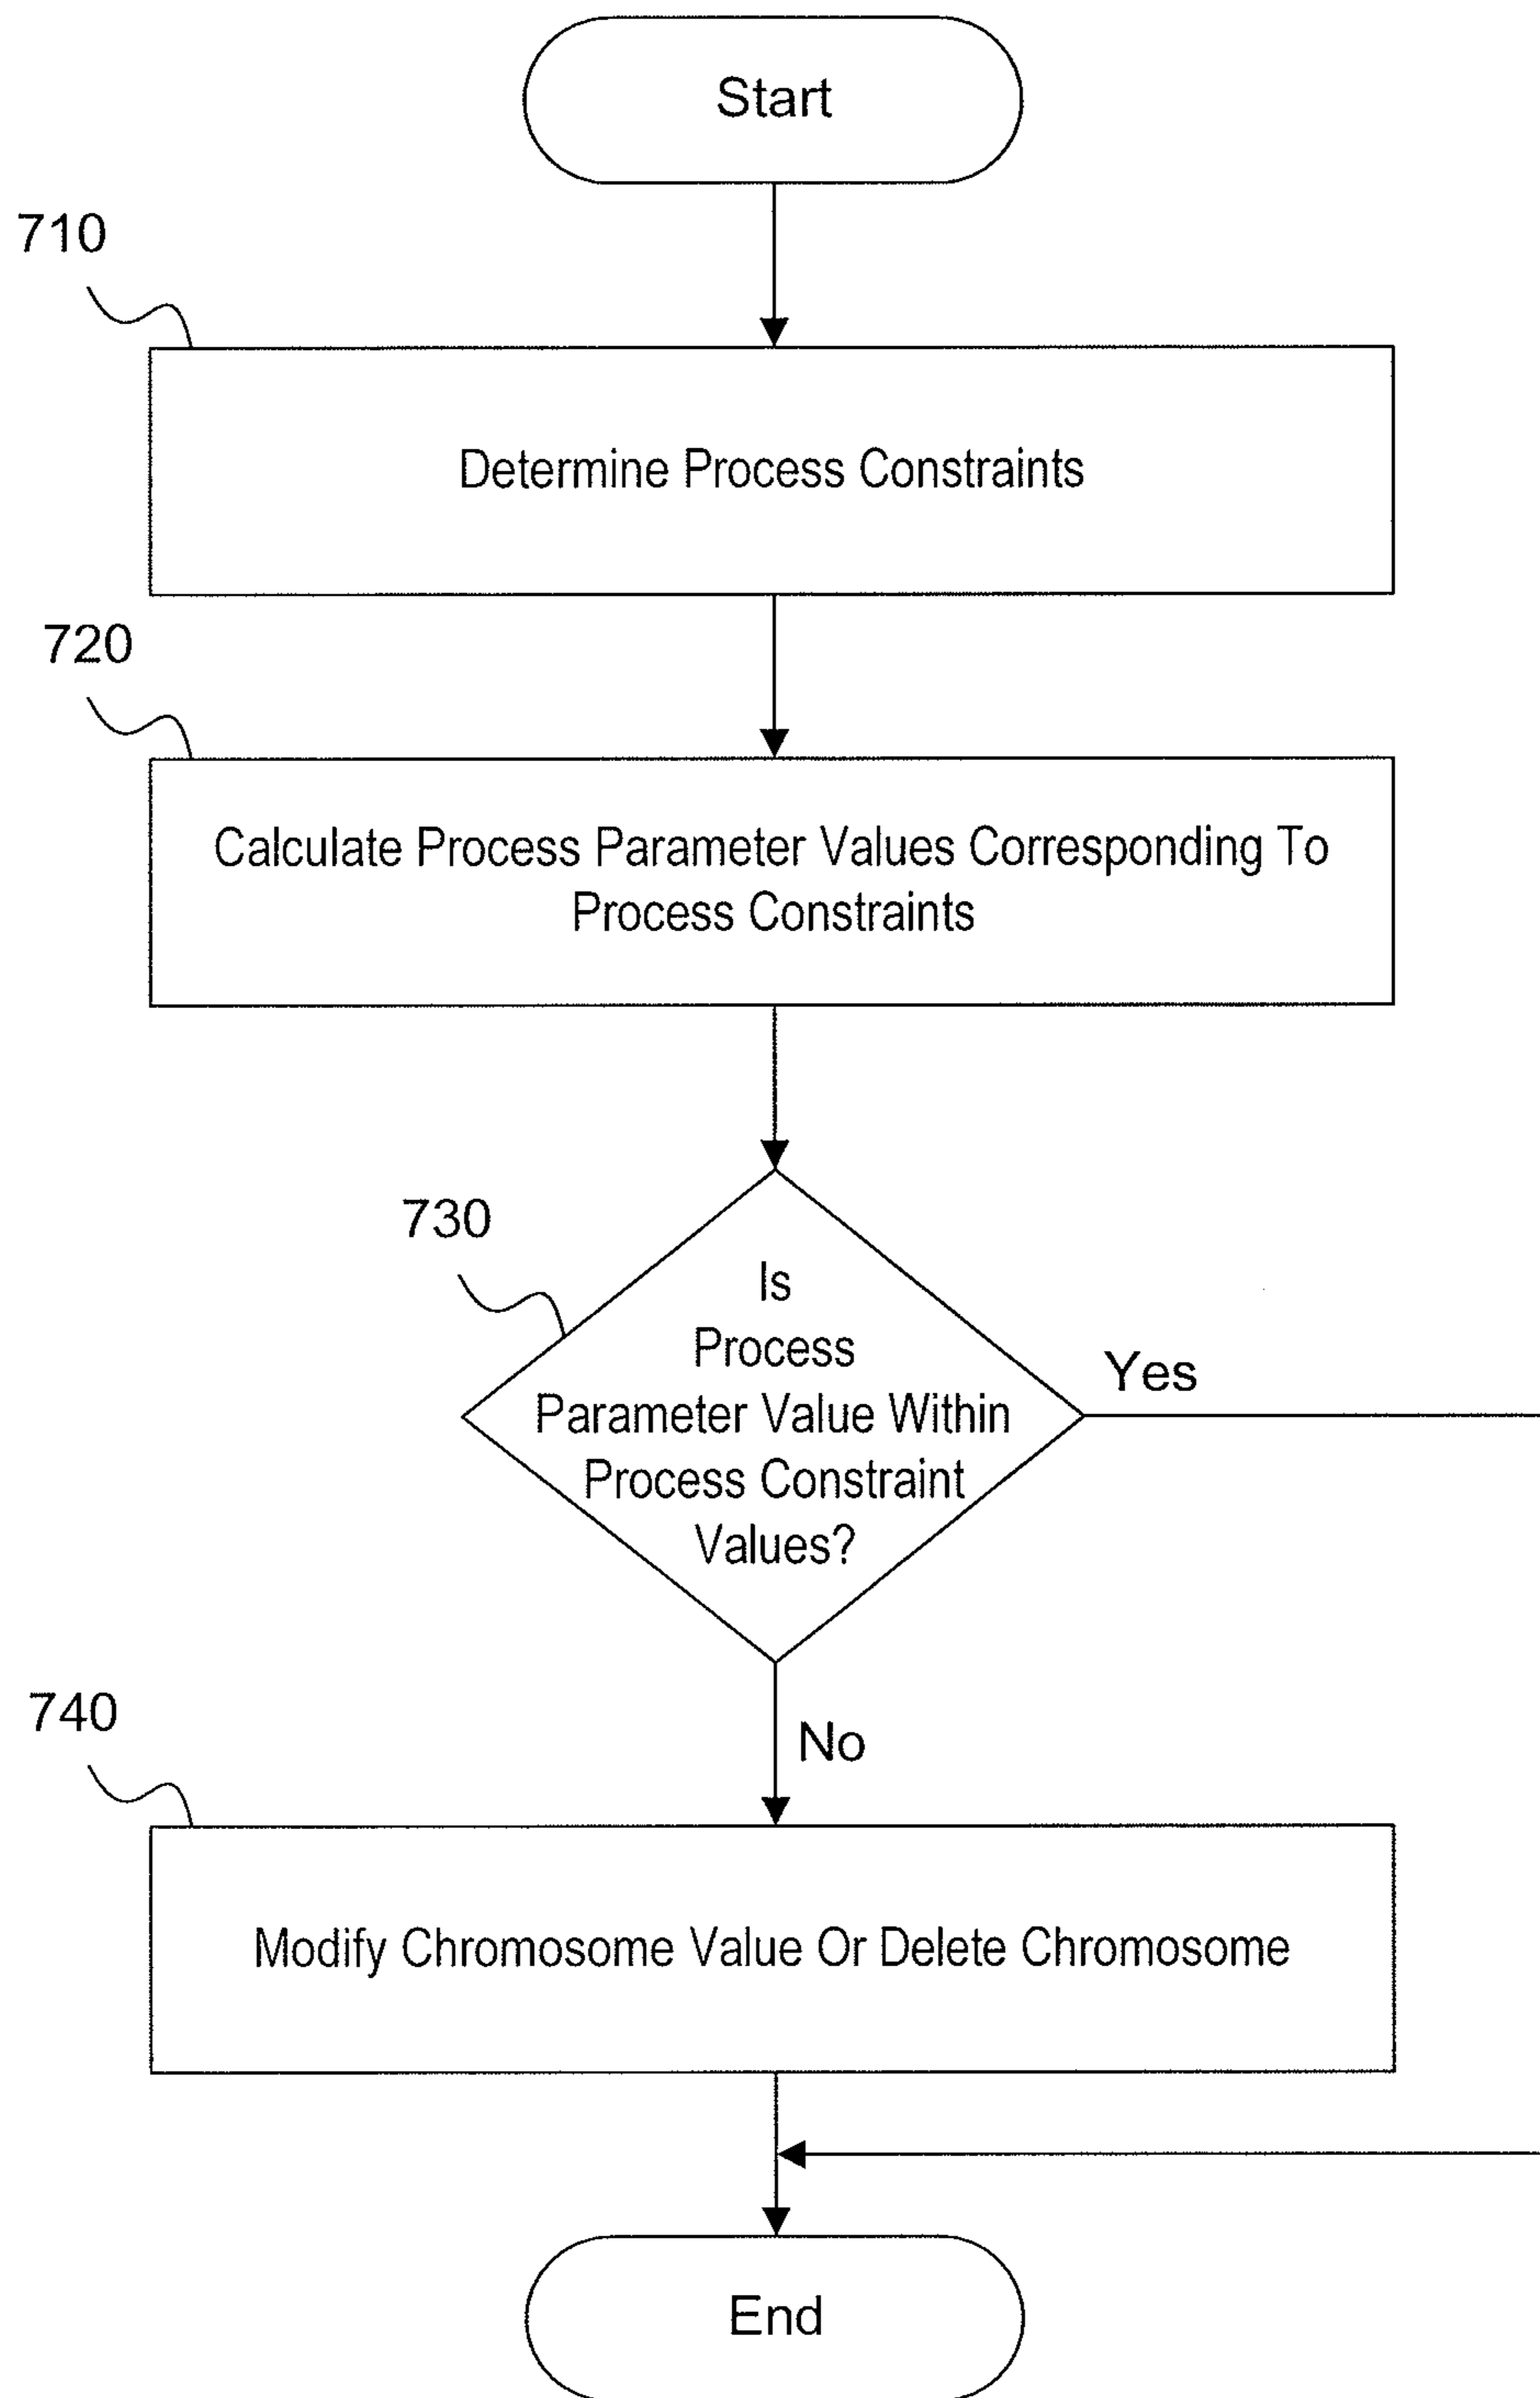 Start
710
Determine Process Constraints
720
Calculate Process Parameter Values Corresponding To
Process Constraints
730
Is
Process
Parameter Value Within
Process Constraint
Values?
Yes
No
740
Modify Chromosome Value Or Delete Chromosome
End